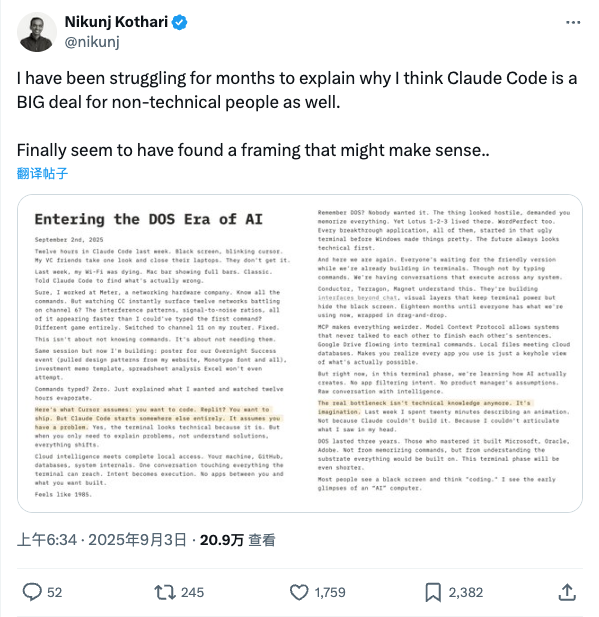 Nikunj Kothari
@nikunj
I have been struggling for months to explain why I think Claude Code is a
BIG deal for non-technical people as well.
Finally seem to have found a framing that might make sense..
翻译帖子
Entering the DOS Era of AI
September 2nd, 2025
Twelve hours in Claude Code last week. Black screen, blinking cursor.
My VC friends take one look and close their laptops. They don't get it.
Last week, my Wi-Fi was dying. Mac bar showing full bars. Classic.
Told Claude Code to find what's actually wrong.
Sure, I worked at Meter, a networking hardware company. Know all the
commands. But watching CC instantly surface twelve networks battling
on channel 6? The interference patterns, signal-to-noise ratios, all
of it appearing faster than I could've typed the first command?
Different game entirely. Switched to channel 11 on my router. Fixed.
This isn't about not knowing commands. It's about not needing them.
Same session but now I'm building: poster for our Overnight Success
event (pulled design patterns from my website, Monotype font and all),
investment memo template, spreadsheet analysis Excel won't even
attempt.
Commands typed? Zero. Just explained what I wanted and watched twelve
hours evaporate.
Here's what Cursor assumes: you want to code. Replit? You want to
ship. But Claude Code starts somewhere else entirely. It assumes you
have a problem. Yes, the terminal looks technical because it is. But
when you only need to explain problems, not understand solutions,
everything shifts.
Cloud intelligence meets complete local access. Your machine, GitHub,
databases, system internals. One conversation touching everything the
terminal can reach. Intent becomes execution. No apps between you and
what you want built.
Feels like 1985.
Remember DOS? Nobody wanted it. The thing looked hostile, demanded you
memorize everything. Yet Lotus 1-2-3 lived there. WordPerfect too.
Every breakthrough application, all of them, started in that ugly
terminal before Windows made things pretty. The future always looks
technical first.
And here we are again. Everyone's waiting for the friendly version
while we're already building in terminals. Though not by typing
commands. We're having conversations that execute across any system.
Conductor, Terragon, Magnet understand this. They're building
interfaces beyond chat, visual layers that keep terminal power but
hide the black screen. Eighteen months until everyone has what we're
using now, wrapped in drag-and-drop.
MCP makes everything weirder. Model Context Protocol allows systems
that never talked to each other to finish each other's sentences.
Google Drive flowing into terminal commands. Local files meeting cloud
databases. Makes you realize every app you use is just a keyhole view
of what's actually possible.
But right now, in this terminal phase, we're learning how AI actually
creates. No app filtering intent. No product manager's assumptions.
Raw conversation with intelligence.
The real bottleneck isn't technical knowledge anymore. It's
imagination. Last week I spent twenty minutes describing an animation.
Not because Claude couldn't build it. Because I couldn't articulate
what I saw in my head.
DOS lasted three years. Those who mastered it built Microsoft, Oracle,
Adobe. Not from memorizing commands, but from understanding the
substrate everything would be built on. This terminal phase will be
even shorter.
Most people see a black screen and think "coding." I see the early
glimpses of an "AI" computer.
上午6:34 · 2025年9月3日 · 20.9万 查看
52
245
1,759
2,382